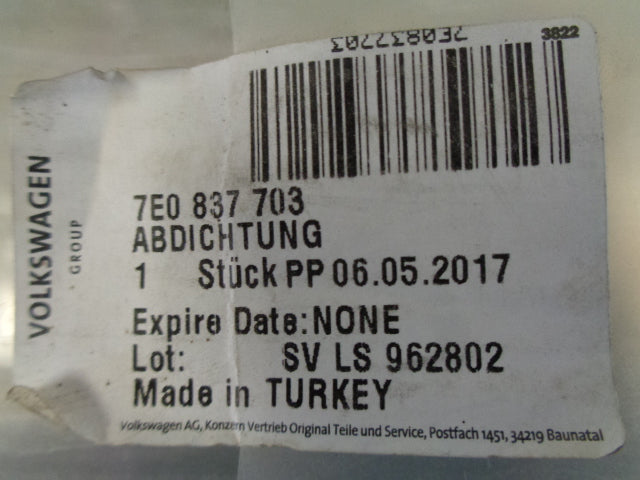 7E0837703
3822
VOLKSWAGEN
GROUP
7E0 837 703
ABDICHTUNG
1 Stück PP 06.05.2017
Expire Date:NONE
Lot: SV LS 962802
Made in TURKEY
Volkswagen AG, Konzern Vertrieb Original Teile und Service, Postfach 1451, 34219 Baunatal